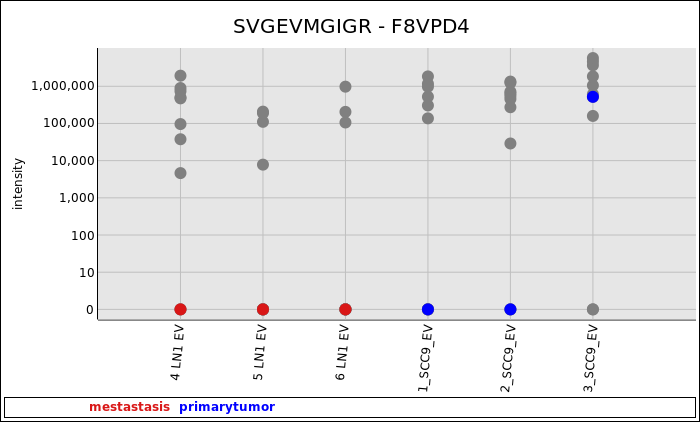 SVGEVMGIGR - F8VPD4
intensity
1,000,000
100,000
10,000
1,000
100
10
0
4 LN1 EV
5 LN1 EV
6 LN1 EV
1_SCC9_EV
2_SCC9_EV
3_SCC9_EV
mestastasis primarytumor